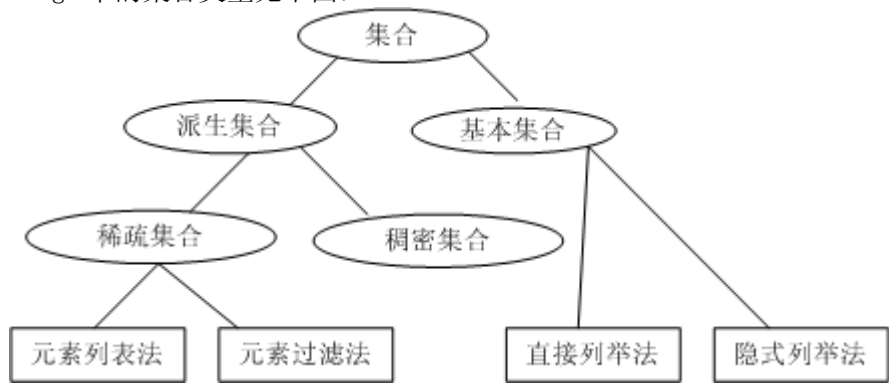 集合
派生集合
基本集合
稀疏集合
稠密集合
元素列表法
元素过滤法
直接列举法
隐式列举法